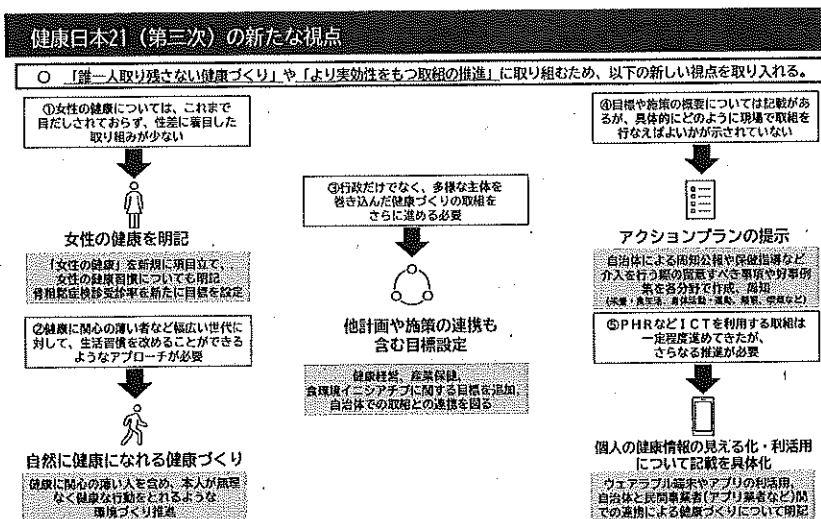 健康日本21（第三次）の新たな視点
○ 「誰一人取り残さない健康づくり」や「より実効性をもつ取組の推進」に取り組むため、以下の新しい視点を取り入れる。
①女性の健康については、これまで
目だしされておらず、性差に着目した
取り組みが少ない
女性の健康を明記
「女性の健康」を新規に項目立て、
女性の健康習慣についても明記
骨粗鬆症検診受診率を新たに目標を設定
②健康に関心の薄い者など幅広い世代に
対して、生活習慣を改めることができる
ようなアプローチが必要
自然に健康になれる健康づくり
健康に関心の薄い人を含め、本人が無理
なく健康な行動をとれるような
環境づくり推進
③行政だけでなく、多様な主体を
巻き込んだ健康づくりの取組を
さらに進める必要
他計画や施策の連携も
含む目標設定
健康経営、産業保健、
食環境イニシアチブに関する目標を追加、
自治体での取組との連携を図る
④目標や施策の概要については記載があ
るが、具体的にどのように現場で取組を
行なえばよいかが示されていない
アクションプランの提示
自治体による周知公報や保健指導など
介入を行う際の留意すべき事項や好事例
集を各分野で作成、周知
(栄養・食生活、身体活動・運動、睡眠、喫煙など)
⑤PHRなどICTを利用する取組は
一定程度進めてきたが、
さらなる推進が必要
個人の健康情報の見える化・利活用
について記載を具体化
ウェアラブル端末やアプリの利活用、
自治体と民間事業者(アプリ業者など)間
での連携による健康づくりについて明記